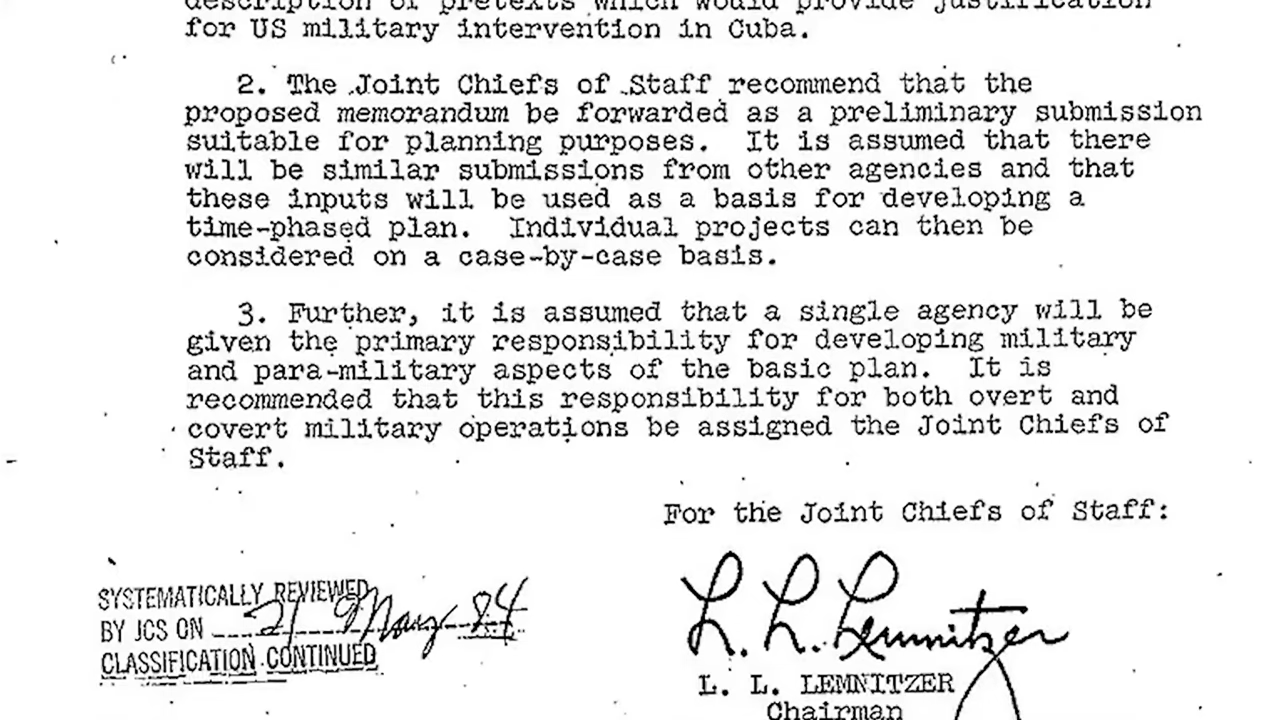 description of pretexts which would provide justification
for US military intervention in Cuba.
2. The Joint Chiefs of Staff recommend that the
proposed memorandum be forwarded as a preliminary submission
suitable for planning purposes. It is assumed that there
will be similar submissions from other agencies and that
these inputs will be used as a basis for developing a
time-phased plan. Individual projects can then be
considered on a case-by-case basis.
3. Further, it is assumed that a single agency will be
given the primary responsibility for developing military
and para-military aspects of the basic plan. It is
recommended that this responsibility for both overt and
covert military operations be assigned the Joint Chiefs of
Staff.
For the Joint Chiefs of Staff:
SYSTEMATICALLY REVIEWED
BY JCS ON 21 May 84
CLASSIFICATION CONTINUED
L. L. Lemnitzer
L. L. LEMNITZER
Chairman